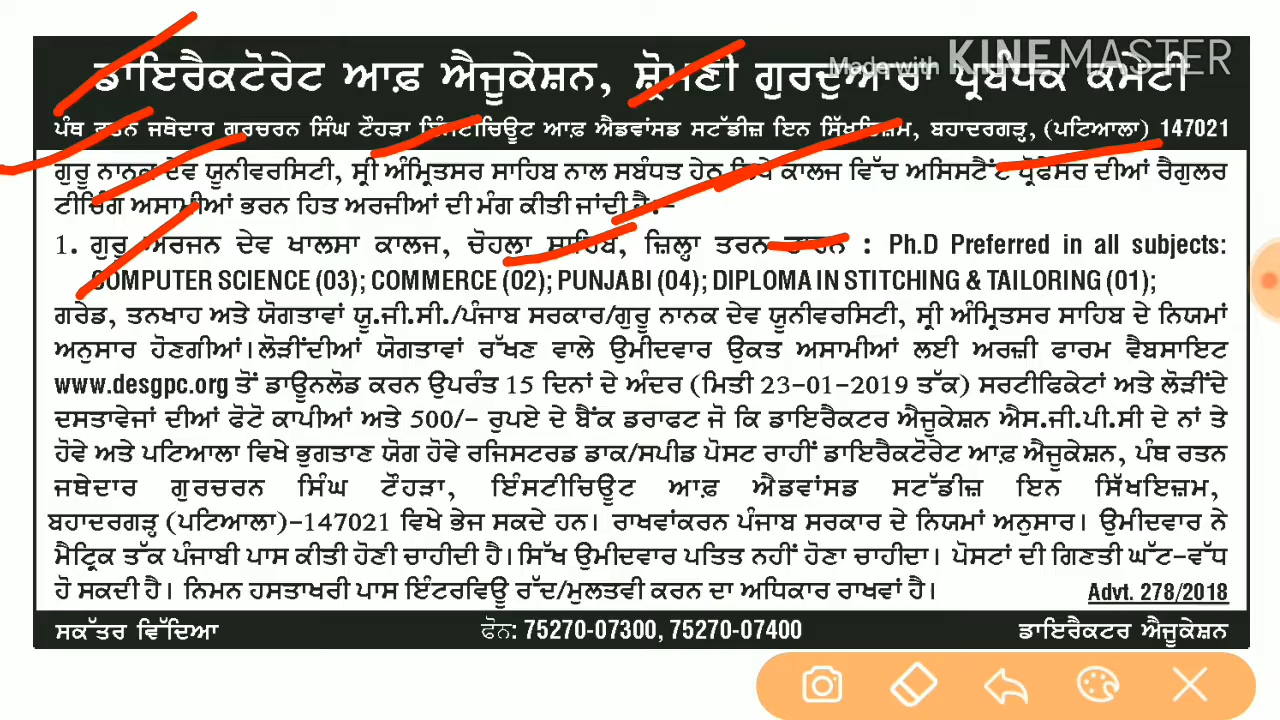 ਡਾਇਰੈਕਟੋਰੇਟ ਆਫ਼ ਐਜੂਕੇਸ਼ਨ, ਸ਼੍ਰੋਮਣੀ ਗੁਰਦੁਆਰਾ ਪ੍ਰਬੰਧਕ ਕਮੇਟੀ
Made with KINEMASTER
ਪੰਥ ਰਤਨ ਜਥੇਦਾਰ ਗੁਰਚਰਨ ਸਿੰਘ ਟੌਹੜਾ ਇੰਸਟੀਚਿਊਟ ਆਫ ਐਡਵਾਂਸਡ ਸਟੱਡੀਜ਼ ਇਨ ਸਿੱਖਇਜ਼ਮ, ਬਹਾਦਰਗੜ੍ਹ, (ਪਟਿਆਲਾ) 147021
ਗੁਰੂ ਨਾਨਕ ਦੇਵ ਯੂਨੀਵਰਸਿਟੀ, ਸ੍ਰੀ ਅੰਮ੍ਰਿਤਸਰ ਸਾਹਿਬ ਨਾਲ ਸਬੰਧਤ ਹੇਠ ਲਿਖੇ ਕਾਲਜ ਵਿੱਚ ਅਸਿਸਟੈਂਟ ਪ੍ਰੋਫੈਸਰ ਦੀਆਂ ਰੈਗੂਲਰ
ਟੀਚਿੰਗ ਅਸਾਮੀਆਂ ਭਰਨ ਹਿਤ ਅਰਜੀਆਂ ਦੀ ਮੰਗ ਕੀਤੀ ਜਾਂਦੀ ਹੈ:-
1. ਗੁਰੂ ਅਰਜਨ ਦੇਵ ਖਾਲਸਾ ਕਾਲਜ, ਚੋਹਲਾ ਸਾਹਿਬ, ਜ਼ਿਲ੍ਹਾ ਤਰਨ ਤਾਰਨ : Ph.D Preferred in all subjects:
COMPUTER SCIENCE (03); COMMERCE (02); PUNJABI (04); DIPLOMA IN STITCHING & TAILORING (01);
ਗਰੇਡ, ਤਨਖਾਹ ਅਤੇ ਯੋਗਤਾਵਾਂ ਯੂ.ਜੀ.ਸੀ./ਪੰਜਾਬ ਸਰਕਾਰ/ਗੁਰੂ ਨਾਨਕ ਦੇਵ ਯੂਨੀਵਰਸਿਟੀ, ਸ੍ਰੀ ਅੰਮ੍ਰਿਤਸਰ ਸਾਹਿਬ ਦੇ ਨਿਯਮਾਂ
ਅਨੁਸਾਰ ਹੋਣਗੀਆਂ। ਲੋੜੀਂਦੀਆਂ ਯੋਗਤਾਵਾਂ ਰੱਖਣ ਵਾਲੇ ਉਮੀਦਵਾਰ ਉਕਤ ਅਸਾਮੀਆਂ ਲਈ ਅਰਜ਼ੀ ਫਾਰਮ ਵੈਬਸਾਇਟ
www.desgpc.org ਤੋਂ ਡਾਊਨਲੋਡ ਕਰਨ ਉਪਰੰਤ 15 ਦਿਨਾਂ ਦੇ ਅੰਦਰ (ਮਿਤੀ 23-01-2019 ਤੱਕ) ਸਰਟੀਫਿਕੇਟਾਂ ਅਤੇ ਲੋੜੀਂਦੇ
ਦਸਤਾਵੇਜਾਂ ਦੀਆਂ ਫੋਟੋ ਕਾਪੀਆਂ ਅਤੇ 500/- ਰੁਪਏ ਦੇ ਬੈਂਕ ਡਰਾਫਟ ਜੋ ਕਿ ਡਾਇਰੈਕਟਰ ਐਜੂਕੇਸ਼ਨ ਐਸ.ਜੀ.ਪੀ.ਸੀ ਦੇ ਨਾਂ ਤੇ
ਹੋਵੇ ਅਤੇ ਪਟਿਆਲਾ ਵਿਖੇ ਭੁਗਤਾਣ ਯੋਗ ਹੋਵੇ ਰਜਿਸਟਰਡ ਡਾਕ/ਸਪੀਡ ਪੋਸਟ ਰਾਹੀਂ ਡਾਇਰੈਕਟੋਰੇਟ ਆਫ਼ ਐਜੂਕੇਸ਼ਨ, ਪੰਥ ਰਤਨ
ਜਥੇਦਾਰ ਗੁਰਚਰਨ ਸਿੰਘ ਟੌਹੜਾ, ਇੰਸਟੀਚਿਊਟ ਆਫ਼ ਐਡਵਾਂਸਡ ਸਟੱਡੀਜ਼ ਇਨ ਸਿੱਖਇਜ਼ਮ,
ਬਹਾਦਰਗੜ੍ਹ (ਪਟਿਆਲਾ)-147021 ਵਿਖੇ ਭੇਜ ਸਕਦੇ ਹਨ। ਰਾਖਵਾਂਕਰਨ ਪੰਜਾਬ ਸਰਕਾਰ ਦੇ ਨਿਯਮਾਂ ਅਨੁਸਾਰ। ਉਮੀਦਵਾਰ ਨੇ
ਮੈਟ੍ਰਿਕ ਤੱਕ ਪੰਜਾਬੀ ਪਾਸ ਕੀਤੀ ਹੋਣੀ ਚਾਹੀਦੀ ਹੈ। ਸਿੱਖ ਉਮੀਦਵਾਰ ਪਤਿਤ ਨਹੀਂ ਹੋਣਾ ਚਾਹੀਦਾ। ਪੋਸਟਾਂ ਦੀ ਗਿਣਤੀ ਘੱਟ-ਵੱਧ
ਹੋ ਸਕਦੀ ਹੈ। ਨਿਮਨ ਹਸਤਾਖਰੀ ਪਾਸ ਇੰਟਰਵਿਊ ਰੱਦ/ਮੁਲਤਵੀ ਕਰਨ ਦਾ ਅਧਿਕਾਰ ਰਾਖਵਾਂ ਹੈ। Advt. 278/2018
ਸਕੱਤਰ ਵਿੱਦਿਆ ਫੋਨ: 75270-07300, 75270-07400 ਡਾਇਰੈਕਟਰ ਐਜੂਕੇਸ਼ਨ